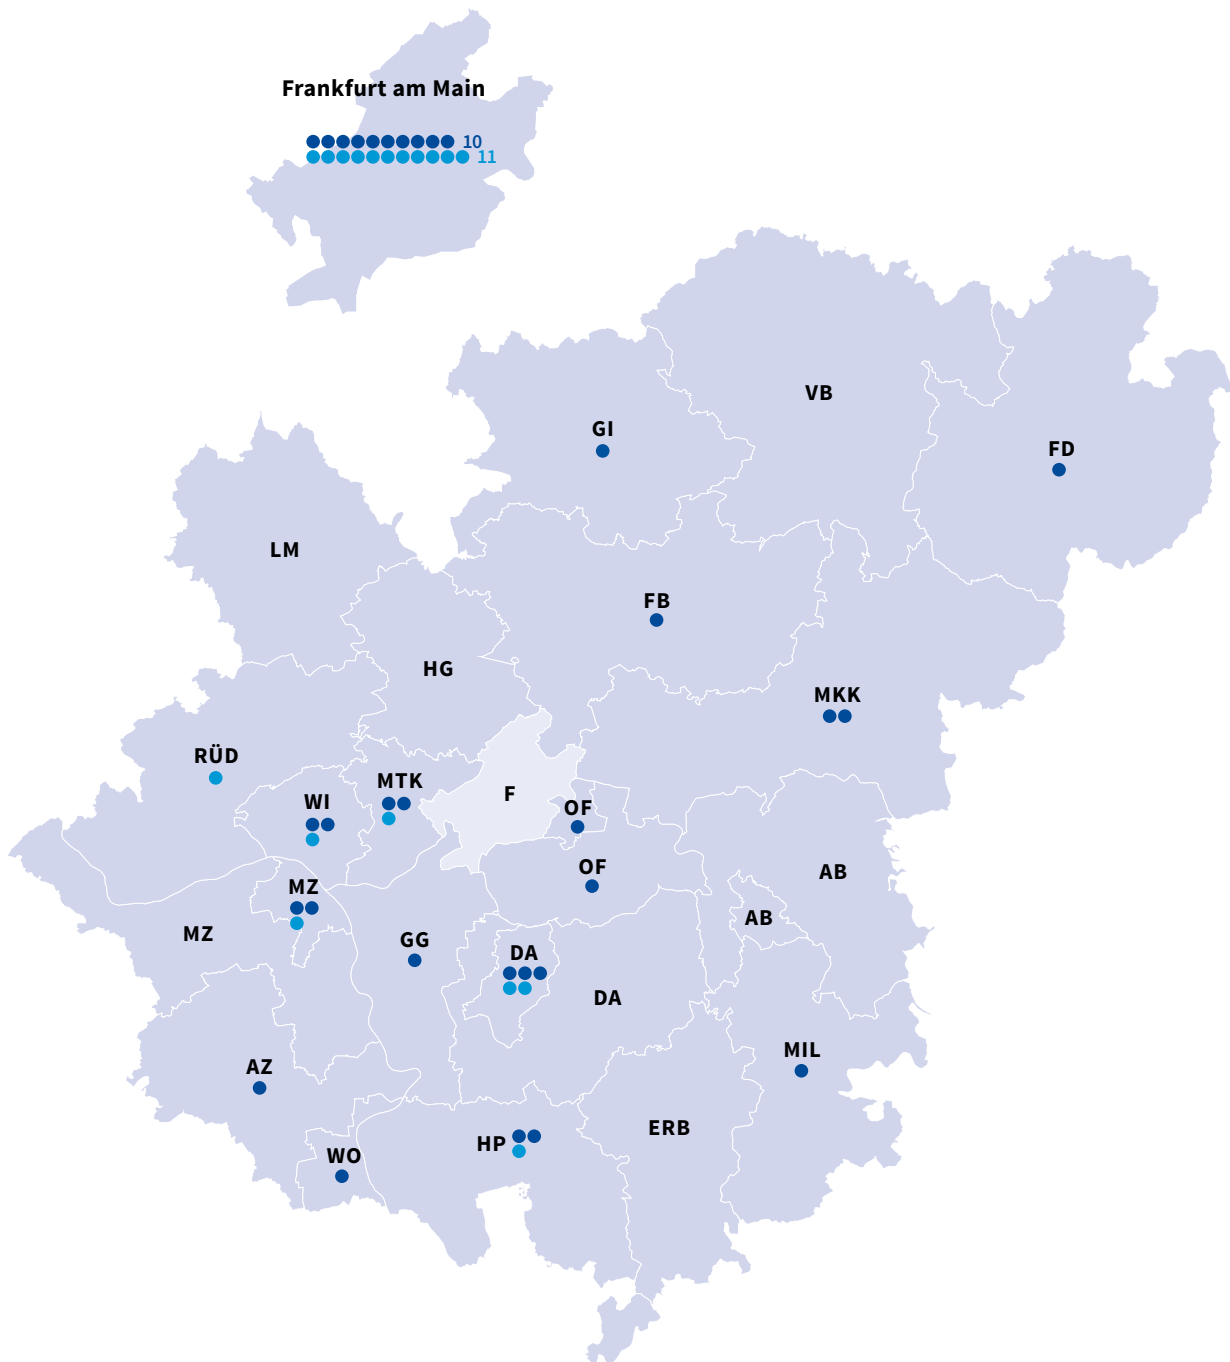 Frankfurt am Main
10
11
VB
GI
FD
LM
FB
HG
MKK
RÜD
MTK
F
WI
OF
OF
AB
MZ
AB
MZ
GG
DA
DA
MIL
AZ
ERB
HP
WO